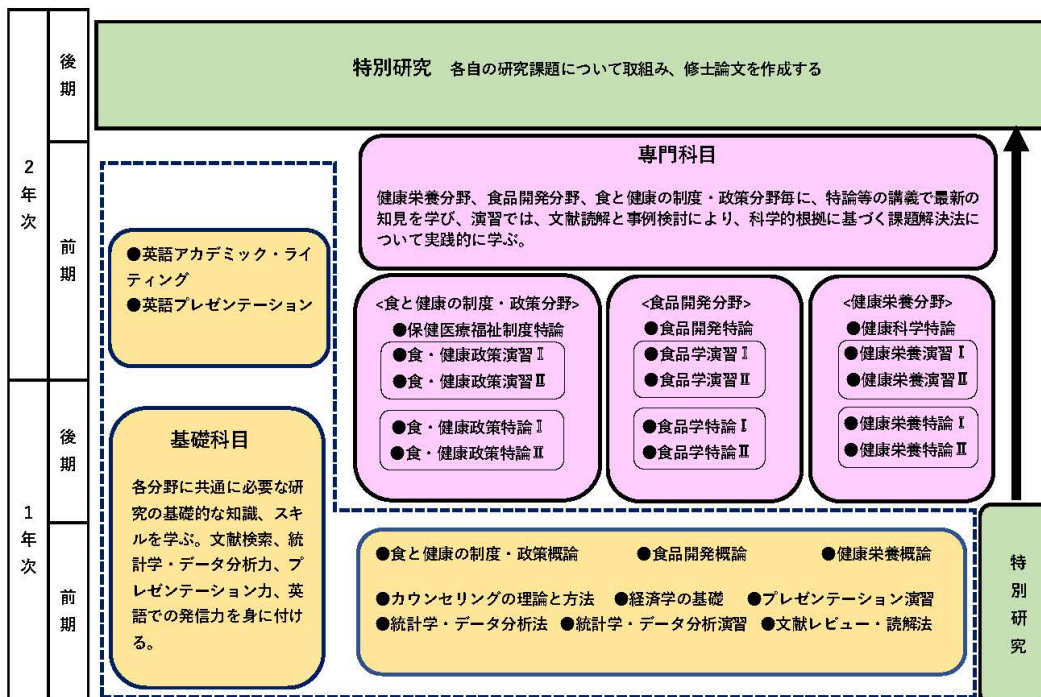 2年次
後期
前期
1年次
後期
前期
特別研究 各自の研究課題について取組み、修士論文を作成する
専門科目
健康栄養分野、食品開発分野、食と健康の制度・政策分野毎に、特論等の講義で最新の
知見を学び、演習では、文献読解と事例検討により、科学的根拠に基づく課題解決法に
ついて実践的に学ぶ。
●英語アカデミック・ライ
ティング
●英語プレゼンテーション
<食と健康の制度・政策分野>
●保健医療福祉制度特論
●食・健康政策演習Ⅰ
●食・健康政策演習Ⅱ
●食・健康政策特論Ⅰ
●食・健康政策特論Ⅱ
<食品開発分野>
●食品開発特論
●食品学演習Ⅰ
●食品学演習Ⅱ
●食品学特論Ⅰ
●食品学特論Ⅱ
<健康栄養分野>
●健康科学特論
●健康栄養演習Ⅰ
●健康栄養演習Ⅱ
●健康栄養特論Ⅰ
●健康栄養特論Ⅱ
基礎科目
各分野に共通に必要な研
究の基礎的な知識、スキ
ルを学ぶ。文献検索、統
計学・データ分析力、プ
レゼンテーション力、英
語での発信力を身に付け
る。
●食と健康の制度・政策概論 ●食品開発概論 ●健康栄養概論
●カウンセリングの理論と方法 ●経済学の基礎 ●プレゼンテーション演習
●統計学・データ分析法 ●統計学・データ分析演習 ●文献レビュー・読解法
特別研究